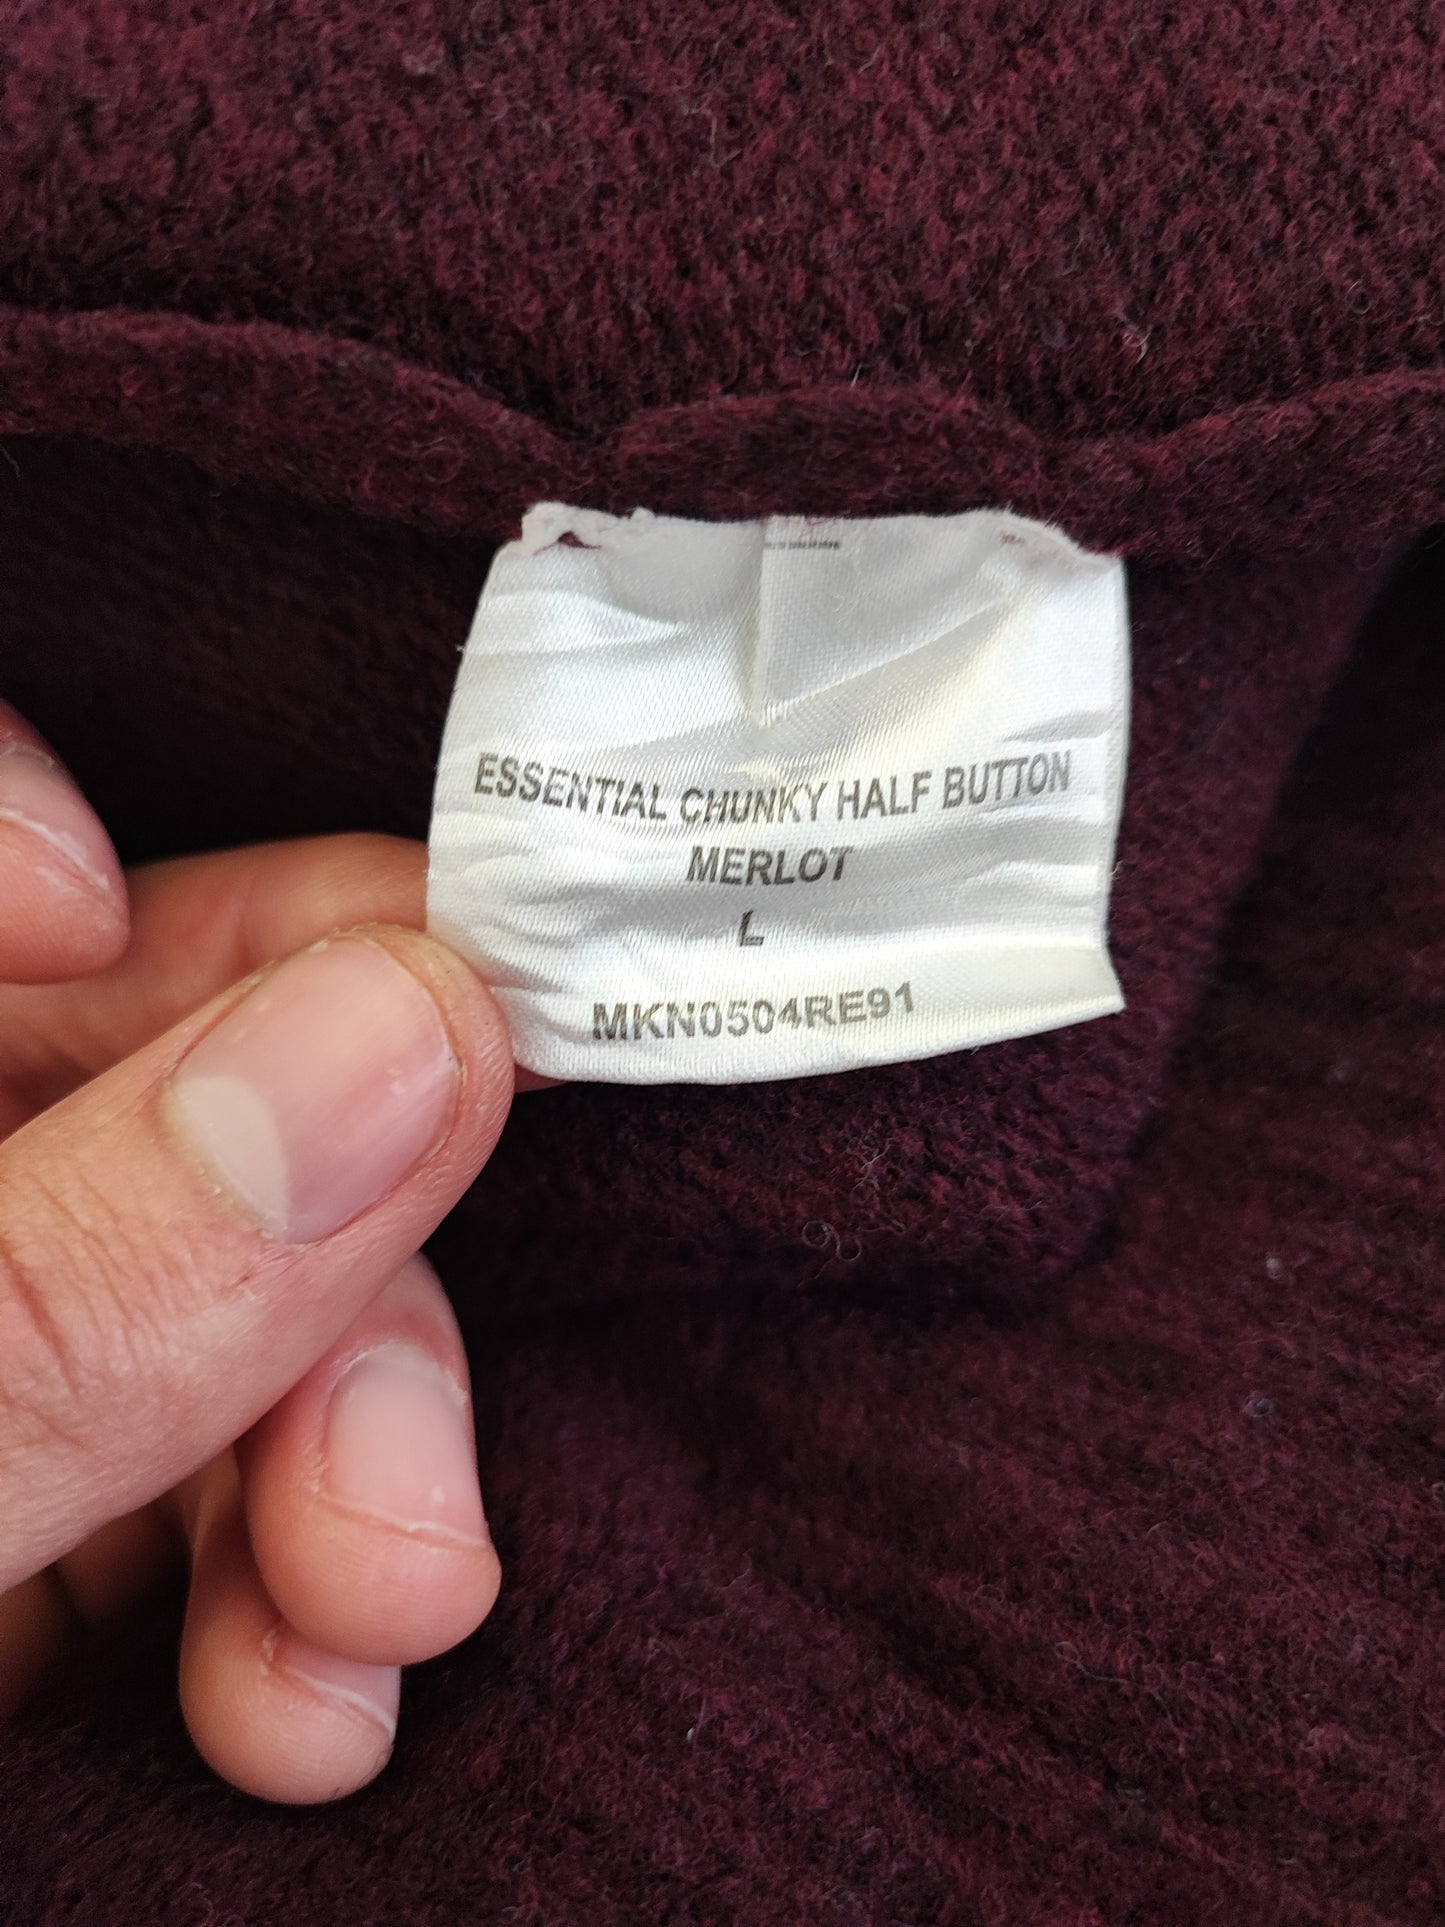 ESSENTIAL CHUNKY HALF BUTTON
MERLOT
L
MKN0504RE91